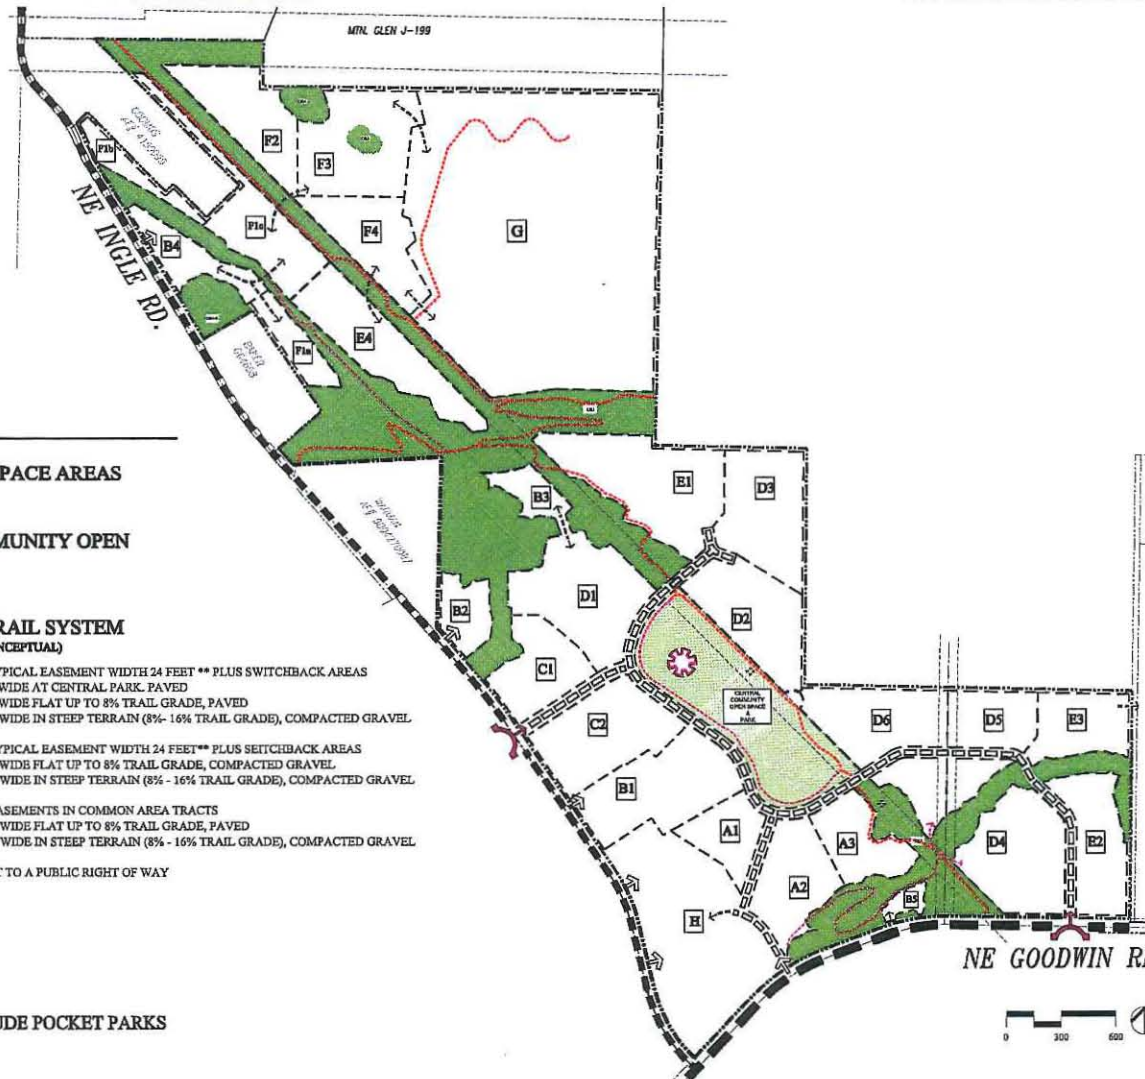 MTN. GLEN J-199
F1b
F2
F3
F1c
F4
G
B4
NE INGLE RD.
F1a
E4
PACE AREAS
MUNITY OPEN
RAIL SYSTEM
NCEPTUAL)
YPICAL EASEMENT WIDTH 24 FEET ** PLUS SWITCHBACK AREAS
WIDE AT CENTRAL PARK. PAVED
WIDE FLAT UP TO 8% TRAIL GRADE, PAVED
WIDE IN STEEP TERRAIN (8%- 16% TRAIL GRADE), COMPACTED GRAVEL
YPICAL EASEMENT WIDTH 24 FEET** PLUS SEITCHBACK AREAS
WIDE FLAT UP TO 8% TRAIL GRADE, COMPACTED GRAVEL
WIDE IN STEEP TERRAIN (8% - 16% TRAIL GRADE), COMPACTED GRAVEL
ASEMENTS IN COMMON AREA TRACTS
WIDE FLAT UP TO 8% TRAIL GRADE, PAVED
WIDE IN STEEP TERRAIN (8% - 16% TRAIL GRADE), COMPACTED GRAVEL
T TO A PUBLIC RIGHT OF WAY
UDE POCKET PARKS
E1
D3
B3
B2
D1
D2
C1
CENTRAL
COMMUNITY
OPEN SPACE
&
PARK
C2
D6
D5
E3
B1
A1
A3
D4
E2
A2
B5
H
NE GOODWIN R
0 300 600